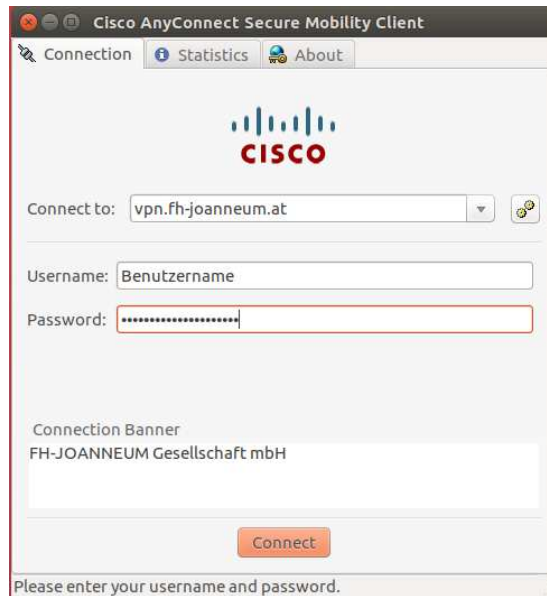 Cisco AnyConnect Secure Mobility Client
Connection Statistics About
CISCO
Connect to: vpn.fh-joanneum.at
Username: Benutzername
Password: •••••••••••••••••••••
Connection Banner
FH-JOANNEUM Gesellschaft mbH
Connect
Please enter your username and password.